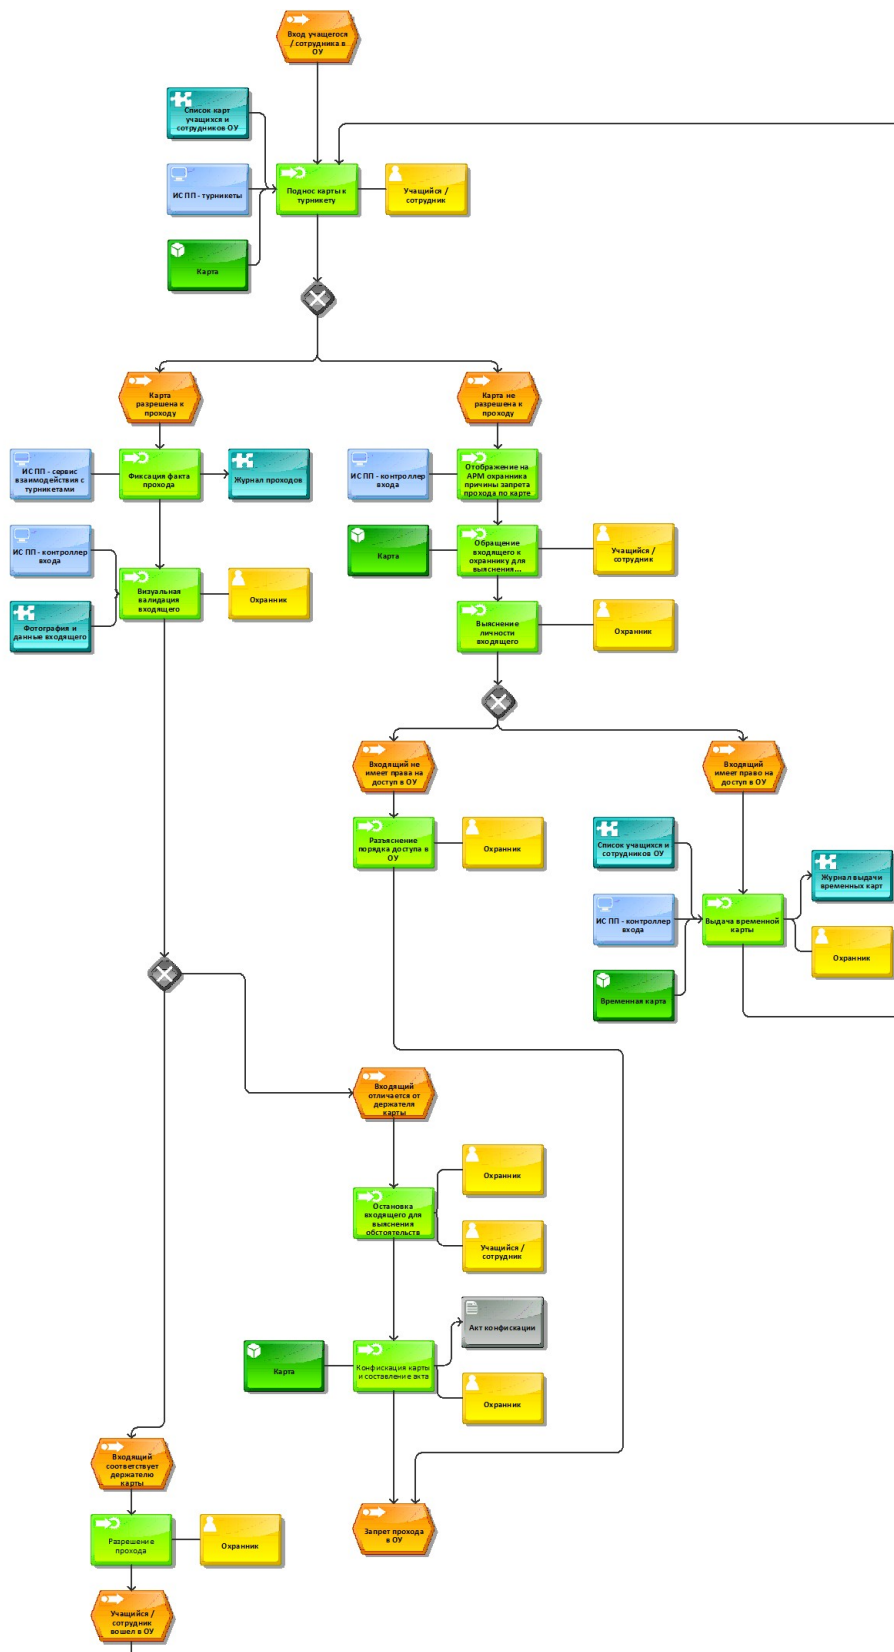 Вход учащегося
/ сотрудника в
ОУ
Список карт
учащихся и
сотрудников ОУ
ИС ПП - турникеты
Поднос карты к
турникету
Учащийся /
сотрудник
Карта
Карта
разрешена к
проходу
Карта не
разрешена к
проходу
ИС ПП - сервис
взаимодействия с
турникетами
Фиксация факта
прохода
Журнал проходов
ИС ПП - контроллер
входа
Отображение на
АРМ охранника
причины запрета
прохода по карте
ИС ПП - контроллер
входа
Карта
Обращение
входящего к
охраннику для
выяснения...
Учащийся /
сотрудник
Визуальная
валидация
входящего
Охранник
Фотография и
данные входящего
Выяснение
личности
входящего
Охранник
Входящий не
имеет права на
доступ в ОУ
Входящий
имеет право на
доступ в ОУ
Разъяснение
порядка доступа в
ОУ
Охранник
Список учащихся и
сотрудников ОУ
Журнал выдачи
временных карт
ИС ПП - контроллер
входа
Выдача временной
карты
Охранник
Временная карта
Входящий
отличается от
держателя
карты
Охранник
Остановка
входящего для
выяснения
обстоятельств
Учащийся /
сотрудник
Акт конфискации
Карта
Конфискация карты
и составление акта
Охранник
Входящий
соответствует
держателю
карты
Запрет прохода
в ОУ
Разрешение
прохода
Охранник
Учащийся /
сотрудник
вошел в ОУ